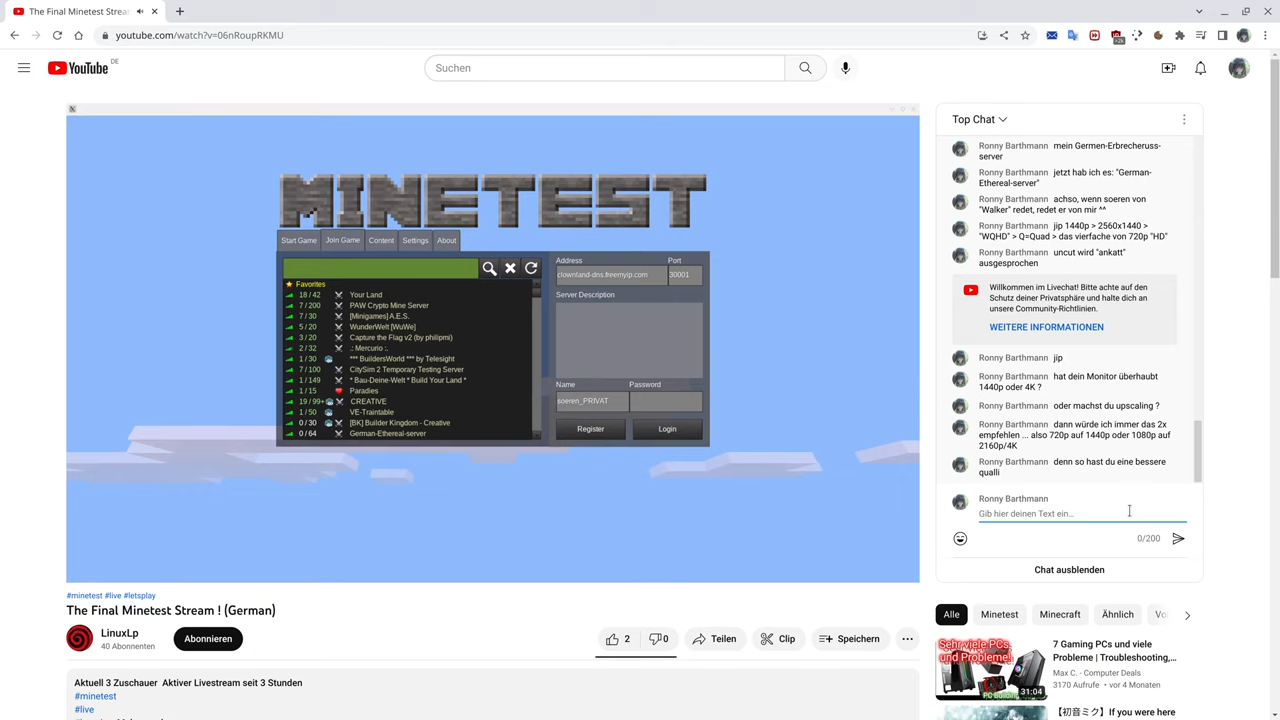 The Final Minetest Stream
youtube.com/watch?v=06nRoupRKMU
YouTube DE
Suchen
MINETEST
Start Game Join Game Content Settings About
Favorites
18 / 42 Your Land
7 / 200 PAW Crypto Mine Server
7 / 30 [Minigames] A.E.S.
5 / 20 WunderWelt [WuWe]
3 / 20 Capture the Flag v2 (by philipmi)
2 / 32 .: Mercurio :.
1 / 30 *** BuildersWorld *** by Telesight
7 / 100 CitySim 2 Temporary Testing Server
1 / 149 * Bau-Deine-Welt * Build Your Land *
1 / 15 Paradies
19 / 99+ CREATIVE
1 / 50 VE-Traintable
0 / 30 [BK] Builder Kingdom - Creative
0 / 64 German-Ethereal-server
Address Port
clownland-dns.freemyip.com 30001
Server Description
Name Password
soeren_PRIVAT
Register Login
#minetest #live #letsplay
The Final Minetest Stream ! (German)
LinuxLp
40 Abonnenten
Abonnieren
2 0 Teilen Clip Speichern
Aktuell 3 Zuschauer Aktiver Livestream seit 3 Stunden
#minetest
#live
Top Chat
Ronny Barthmann mein Germen-Erbrecheruss-
server
Ronny Barthmann jetzt hab ich es: "German-
Ethereal-server"
Ronny Barthmann achso, wenn soeren von
"Walker" redet, redet er von mir ^^
Ronny Barthmann jip 1440p > 2560x1440 >
"WQHD" > Q=Quad > das vierfache von 720p "HD"
Ronny Barthmann uncut wird "ankatt"
ausgesprochen
Willkommen im Livechat! Bitte achte auf den
Schutz deiner Privatsphäre und halte dich an
unsere Community-Richtlinien.
WEITERE INFORMATIONEN
Ronny Barthmann jip
Ronny Barthmann hat dein Monitor überhaubt
1440p oder 4K ?
Ronny Barthmann oder machst du upscaling ?
Ronny Barthmann dann würde ich immer das 2x
empfehlen ... also 720p auf 1440p oder 1080p auf
2160p/4K
Ronny Barthmann denn so hast du eine bessere
qualli
Ronny Barthmann
Gib hier deinen Text ein...
0/200
Chat ausblenden
Alle Minetest Minecraft Ähnlich
Sehr viele PCs
und Probleme!
31:04
7 Gaming PCs und viele
Probleme | Troubleshooting,...
Max C. - Computer Deals
3170 Aufrufe • vor 4 Monaten
【初音ミク】If you were here